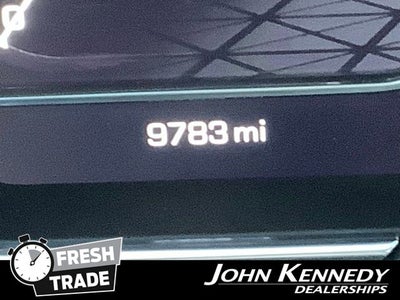 9783 mi
FRESH
TRADE
JOHN KENNEDY
DEALERSHIPS